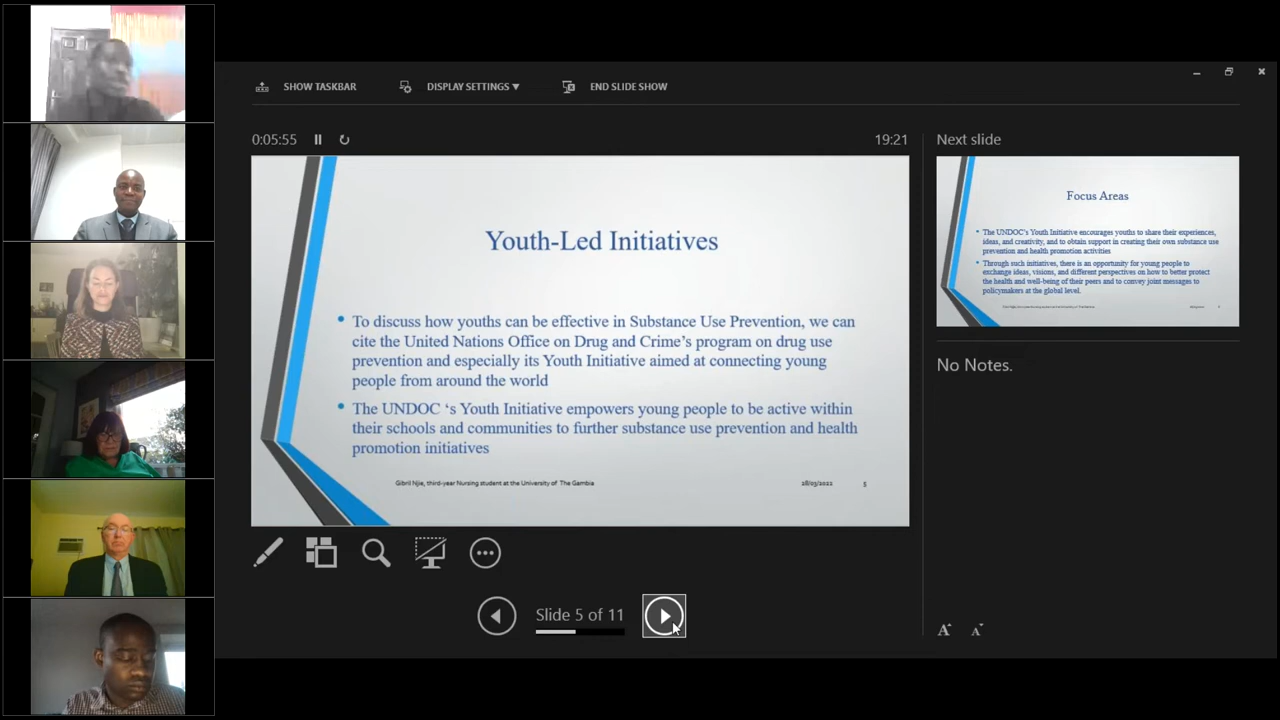 SHOW TASKBAR
DISPLAY SETTINGS ▼
END SLIDE SHOW
0:05:55
19:21
Next slide
Youth-Led Initiatives
To discuss how youths can be effective in Substance Use Prevention, we can
cite the United Nations Office on Drug and Crime's program on drug use
prevention and especially its Youth Initiative aimed at connecting young
people from around the world
The UNDOC 's Youth Initiative empowers young people to be active within
their schools and communities to further substance use prevention and health
promotion initiatives
Gibril Njie, third-year Nursing student at the University of The Gambia
28/03/2022
5
Focus Areas
The UNDOC's Youth Initiative encourages youths to share their experiences,
ideas, and creativity, and to obtain support in creating their own substance use
prevention and health promotion activities
Through such initiatives, there is an opportunity for young people to
exchange ideas, visions, and different perspectives on how to better protect
the health and well-being of their peers and to convey joint messages to
policymakers at the global level.
No Notes.
Slide 5 of 11
A A